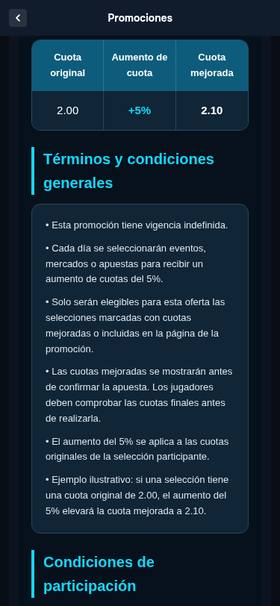 Promociones
Cuota Aumento de Cuota
original cuota mejorada
2.00 +5% 2.10
Términos y condiciones
generales
• Esta promoción tiene vigencia indefinida.
• Cada día se seleccionarán eventos,
mercados o apuestas para recibir un
aumento de cuotas del 5%.
• Solo serán elegibles para esta oferta las
selecciones marcadas con cuotas
mejoradas o incluidas en la página de la
promoción.
• Las cuotas mejoradas se mostrarán antes
de confirmar la apuesta. Los jugadores
deben comprobar las cuotas finales antes
de realizarla.
• El aumento del 5% se aplica a las cuotas
originales de la selección participante.
• Ejemplo ilustrativo: si una selección tiene
una cuota original de 2.00, el aumento del
5% elevará la cuota mejorada a 2.10.
Condiciones de
participación